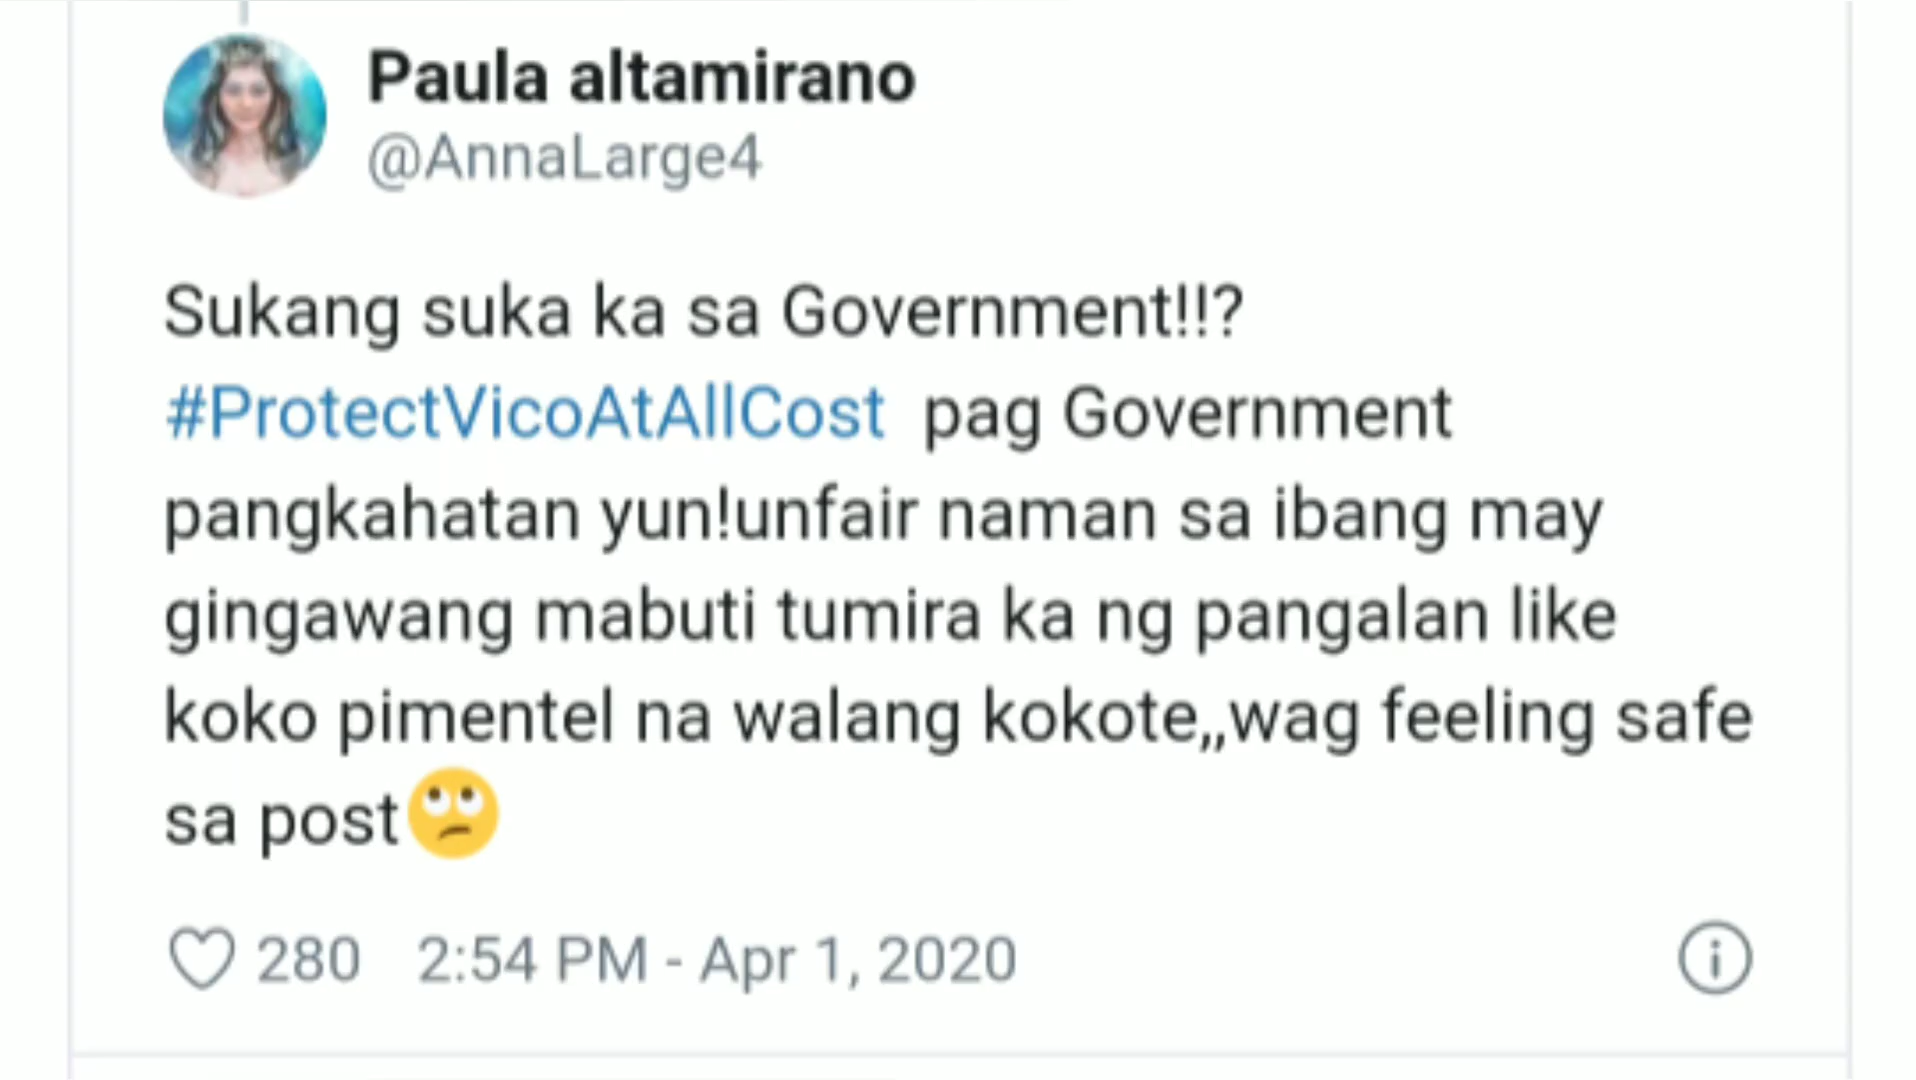 Paula altamirano
@AnnaLarge4
Sukang suka ka sa Government!!?
#ProtectVicoAtAllCost pag Government
pangkahatan yun!unfair naman sa ibang may
gingawang mabuti tumira ka ng pangalan like
koko pimentel na walang kokote,,wag feeling safe
sa post🙄
280 2:54 PM - Apr 1, 2020